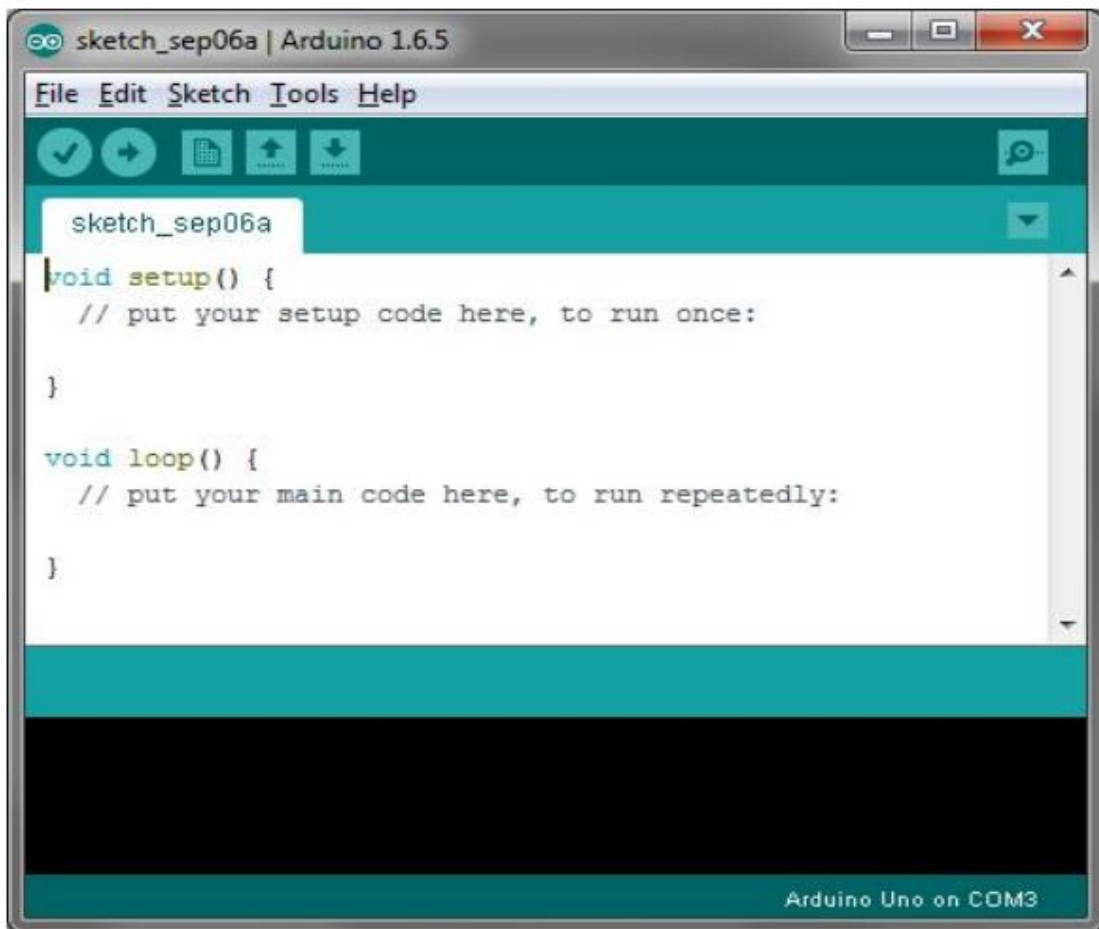 sketch_sep06a | Arduino 1.6.5
File Edit Sketch Tools Help
sketch_sep06a
void setup() {
  // put your setup code here, to run once:

}

void loop() {
  // put your main code here, to run repeatedly:

}
Arduino Uno on COM3